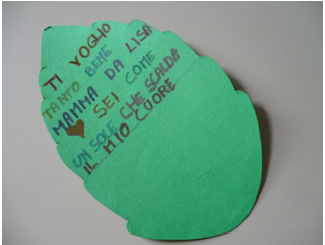 TI VOGLIO
TANTO BENE
MAMMA DA LISA
SEI COME
UN SOLE CHE SCALDA
IL MIO CUORE